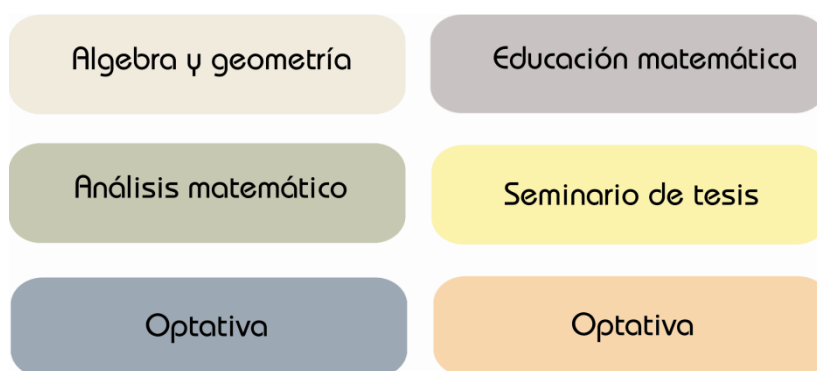 Algebra y geometría
Educación matemática
Análisis matemático
Seminario de tesis
Optativa
Optativa